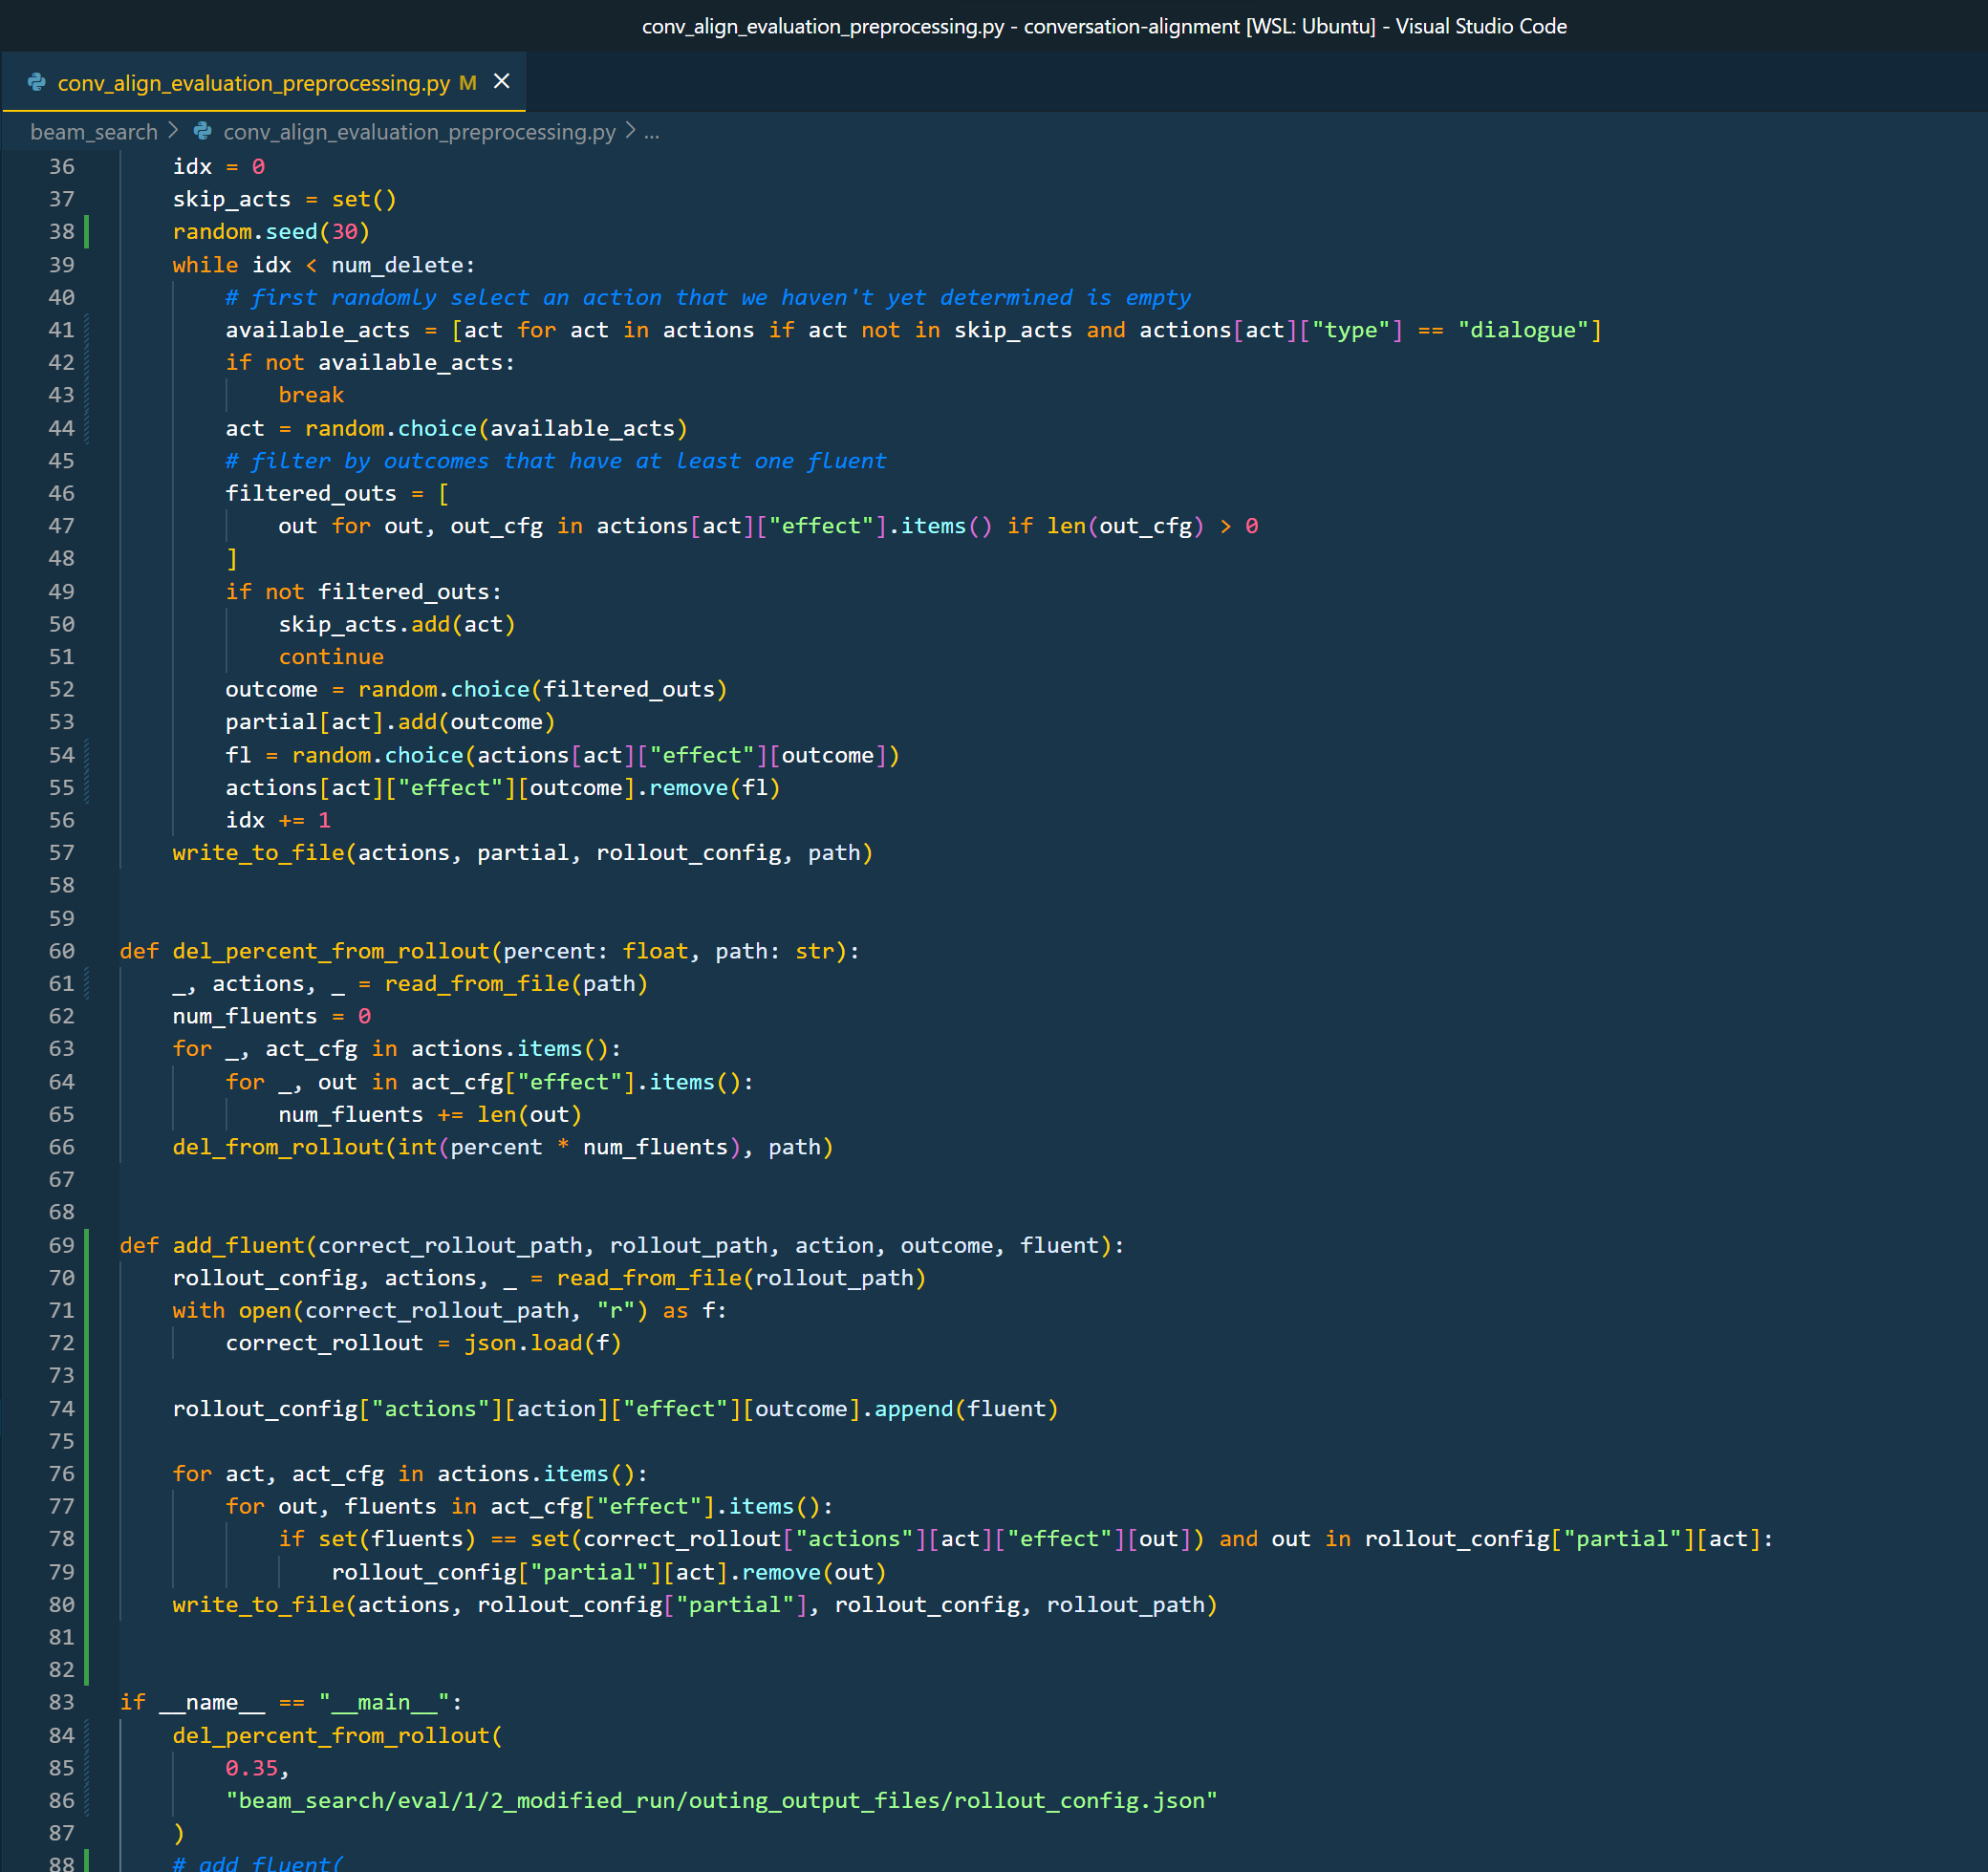 conv_align_evaluation_preprocessing.py - conversation-alignment [WSL: Ubuntu] - Visual Studio Code
conv_align_evaluation_preprocessing.py M
beam_search > conv_align_evaluation_preprocessing.py > ...
36 idx = 0
37 skip_acts = set()
38 random.seed(30)
39 while idx < num_delete:
40 # first randomly select an action that we haven't yet determined is empty
41 available_acts = [act for act in actions if act not in skip_acts and actions[act]["type"] == "dialogue"]
42 if not available_acts:
43 break
44 act = random.choice(available_acts)
45 # filter by outcomes that have at least one fluent
46 filtered_outs = [
47 out for out, out_cfg in actions[act]["effect"].items() if len(out_cfg) > 0
48 ]
49 if not filtered_outs:
50 skip_acts.add(act)
51 continue
52 outcome = random.choice(filtered_outs)
53 partial[act].add(outcome)
54 fl = random.choice(actions[act]["effect"][outcome])
55 actions[act]["effect"][outcome].remove(fl)
56 idx += 1
57 write_to_file(actions, partial, rollout_config, path)
58
59
60 def del_percent_from_rollout(percent: float, path: str):
61 _, actions, _ = read_from_file(path)
62 num_fluents = 0
63 for _, act_cfg in actions.items():
64 for _, out in act_cfg["effect"].items():
65 num_fluents += len(out)
66 del_from_rollout(int(percent * num_fluents), path)
67
68
69 def add_fluent(correct_rollout_path, rollout_path, action, outcome, fluent):
70 rollout_config, actions, _ = read_from_file(rollout_path)
71 with open(correct_rollout_path, "r") as f:
72 correct_rollout = json.load(f)
73
74 rollout_config["actions"][action]["effect"][outcome].append(fluent)
75
76 for act, act_cfg in actions.items():
77 for out, fluents in act_cfg["effect"].items():
78 if set(fluents) == set(correct_rollout["actions"][act]["effect"][out]) and out in rollout_config["partial"][act]:
79 rollout_config["partial"][act].remove(out)
80 write_to_file(actions, rollout_config["partial"], rollout_config, rollout_path)
81
82
83 if __name__ == "__main__":
84 del_percent_from_rollout(
85 0.35,
86 "beam_search/eval/1/2_modified_run/outing_output_files/rollout_config.json"
87 )
88 # add_fluent(